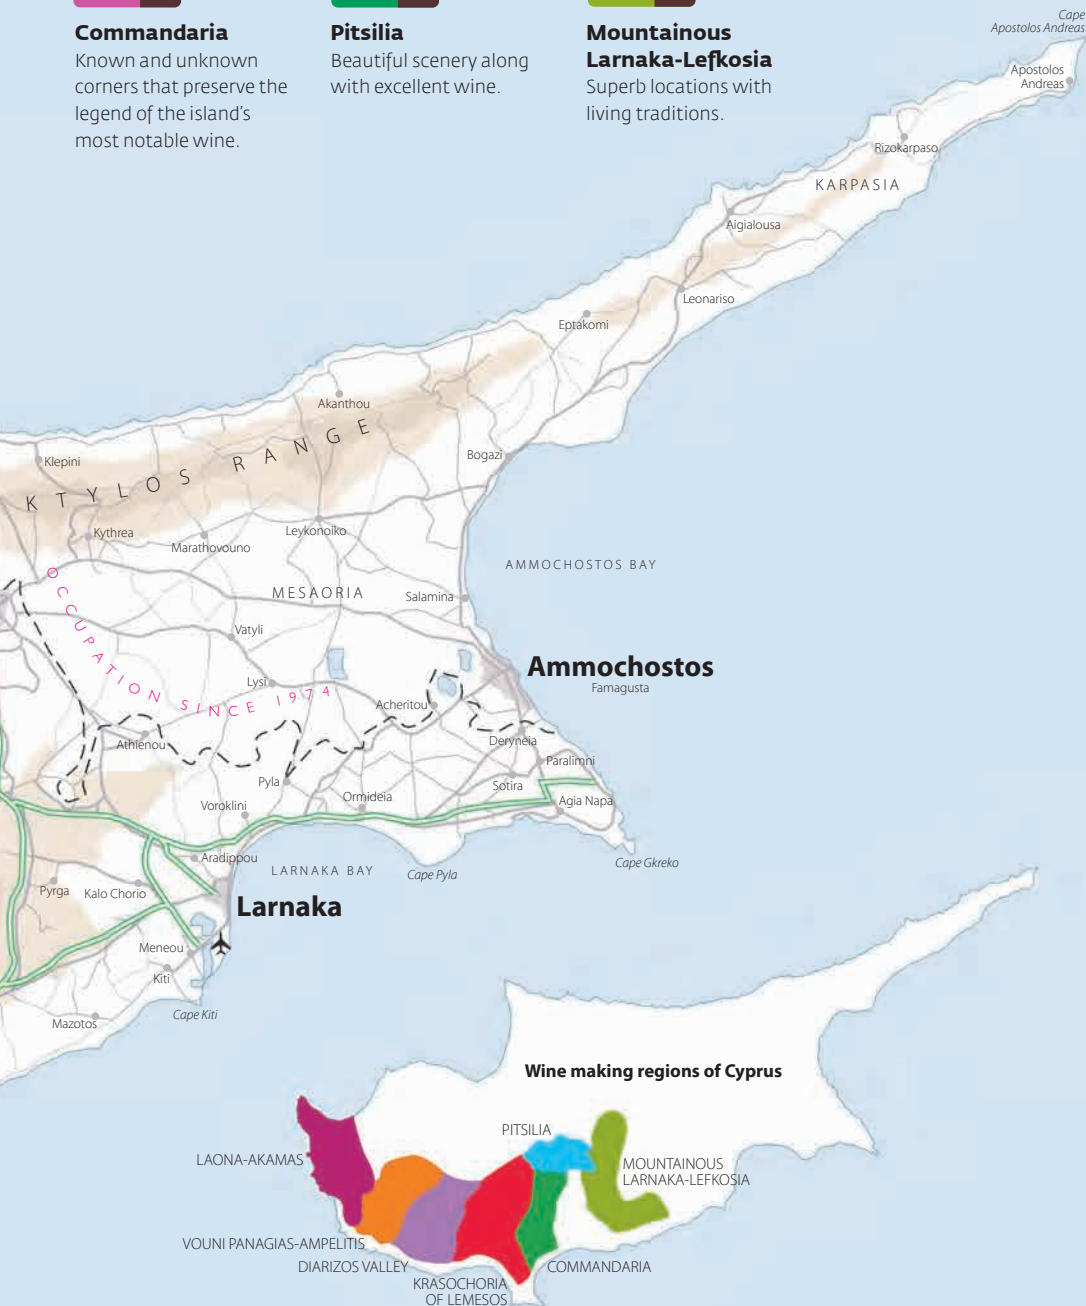 Commandaria
Known and unknown
corners that preserve the
legend of the island's
most notable wine.
Pitsilia
Beautiful scenery along
with excellent wine.
Mountainous
Larnaka-Lefkosia
Superb locations with
living traditions.
Cape
Apostolos Andreas
Apostolos
Andreas
Rizokarpaso
KARPASIA
Aigialousa
Leonariso
Eptakomi
Akanthou
Bogazi
Klepini
KTYLOS RANGE
Kythrea
Marathovouno
Leykonoiko
AMMOCHOSTOS BAY
MESAORIA
Salamina
OCCUPATION SINCE 1974
Vatyli
Ammochostos
Famagusta
Lysi
Acheritou
Athienou
Deryneia
Paralimni
Pyla
Sotira
Ormideia
Agia Napa
Voroklini
Aradippou
LARNAKA BAY
Cape Pyla
Cape Gkreko
Pyrga
Kalo Chorio
Larnaka
Meneou
Kiti
Cape Kiti
Mazotos
Wine making regions of Cyprus
PITSILIA
LAONA-AKAMAS
MOUNTAINOUS
LARNAKA-LEFKOSIA
VOUNI PANAGIAS-AMPELITIS
DIARIZOS VALLEY
COMMANDARIA
KRASOCHORIA
OF LEMESOS